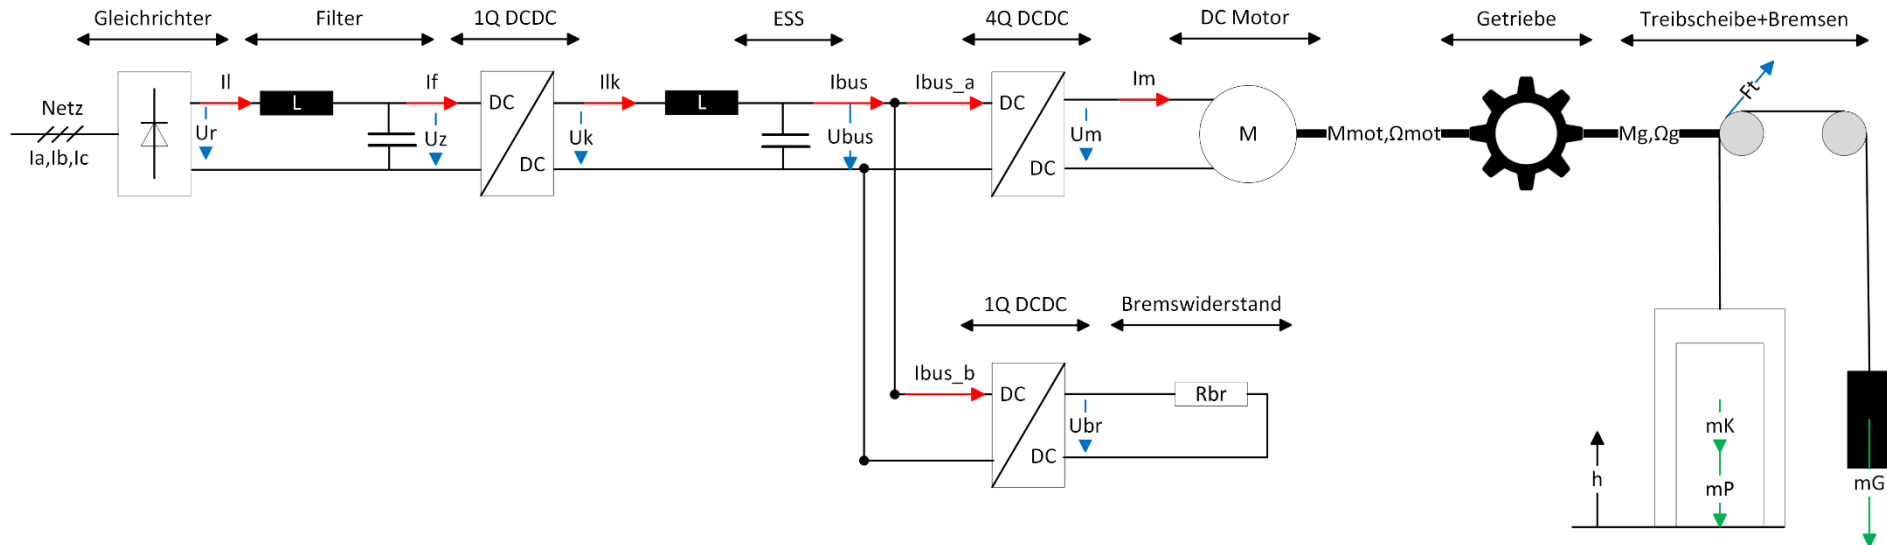 Gleichrichter
Filter
1Q DCDC
ESS
4Q DCDC
DC Motor
Getriebe
Treibscheibe+Bremsen
Netz
Ia,Ib,Ic
Il
Ur
L
If
Uz
DC
DC
Ilk
Uk
L
Ibus
Ubus
Ibus_a
DC
DC
Im
Um
M
Mmot,Ωmot
Mg,Ωg
Ft
1Q DCDC
Bremswiderstand
Ibus_b
DC
DC
Ubr
Rbr
h
mK
mP
mG